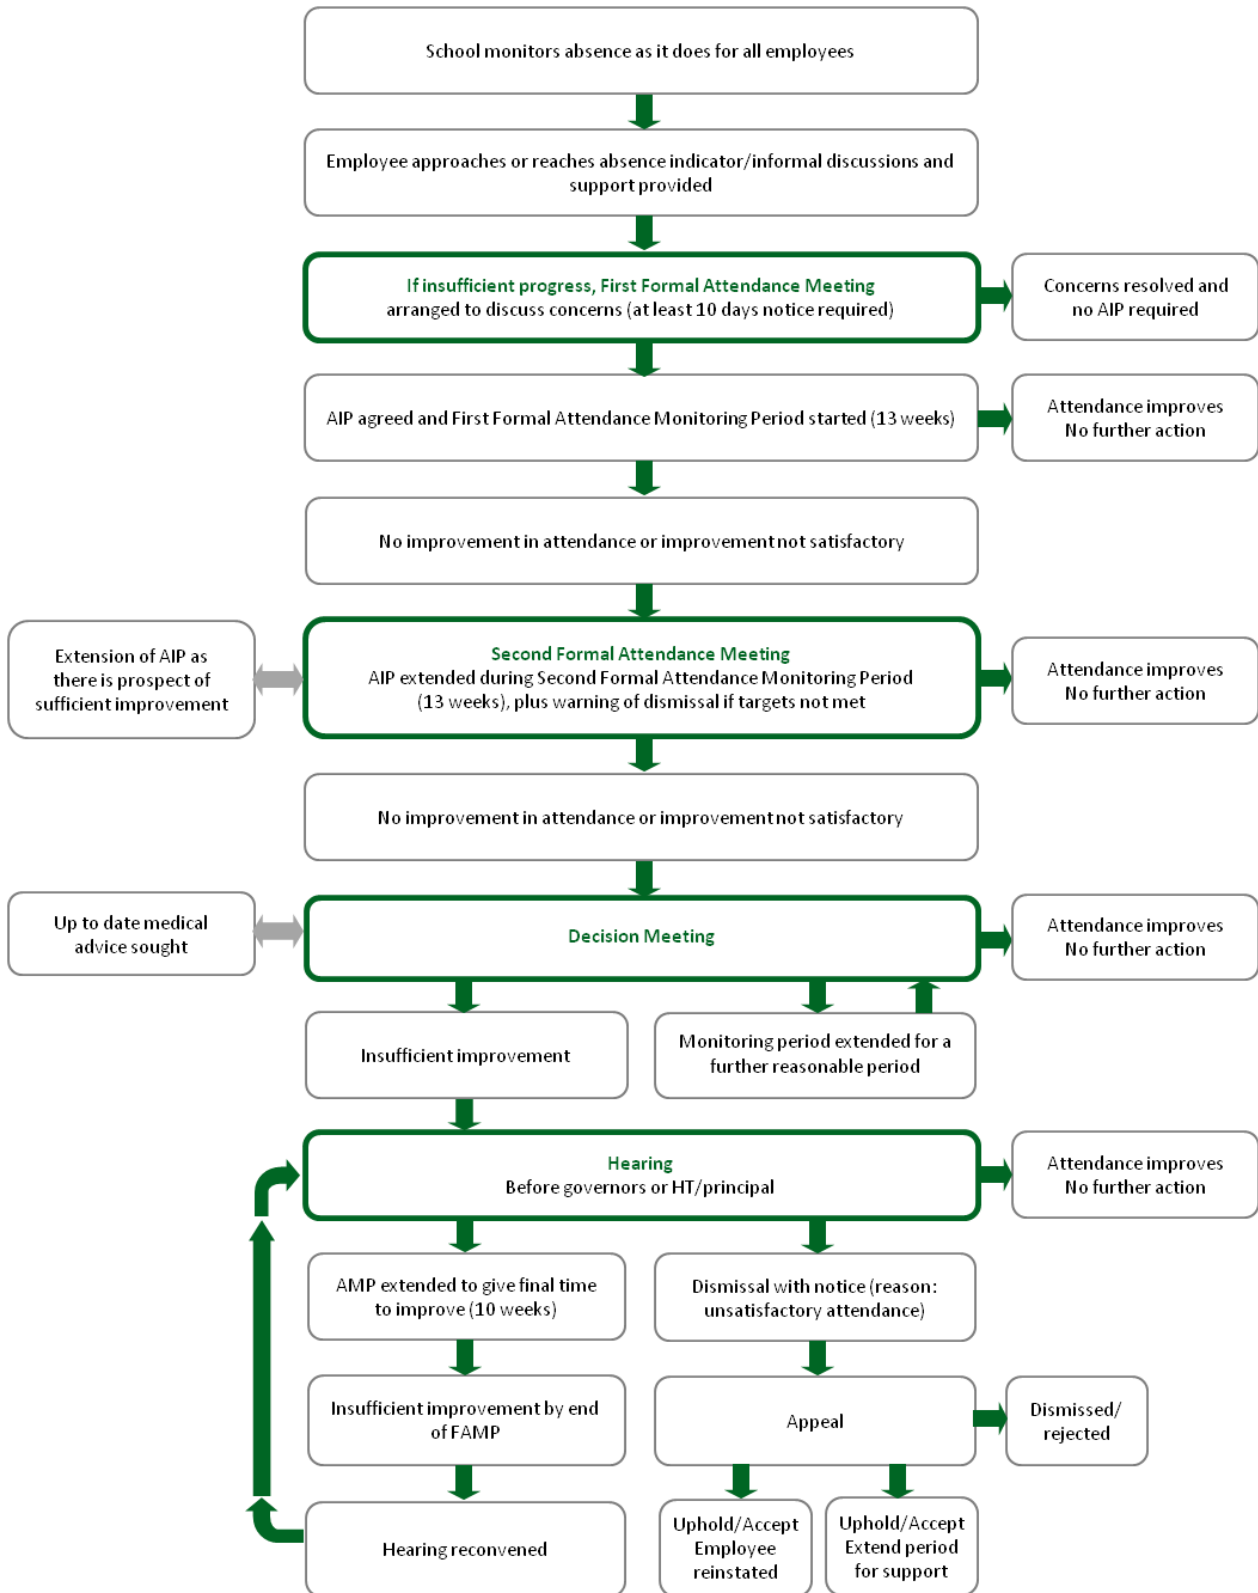 School monitors absence as it does for all employees
Employee approaches or reaches absence indicator/informal discussions and
support provided
If insufficient progress, First Formal Attendance Meeting
arranged to discuss concerns (at least 10 days notice required)
Concerns resolved and
no AIP required
AIP agreed and First Formal Attendance Monitoring Period started (13 weeks)
Attendance improves
No further action
No improvement in attendance or improvement not satisfactory
Extension of AIP as
there is prospect of
sufficient improvement
Second Formal Attendance Meeting
AIP extended during Second Formal Attendance Monitoring Period
(13 weeks), plus warning of dismissal if targets not met
Attendance improves
No further action
No improvement in attendance or improvement not satisfactory
Up to date medical
advice sought
Decision Meeting
Attendance improves
No further action
Insufficient improvement
Monitoring period extended for a
further reasonable period
Hearing
Before governors or HT/principal
Attendance improves
No further action
AMP extended to give final time
to improve (10 weeks)
Dismissal with notice (reason:
unsatisfactory attendance)
Insufficient improvement by end
of FAMP
Appeal
Dismissed/
rejected
Hearing reconvened
Uphold/Accept
Employee
reinstated
Uphold/Accept
Extend period
for support